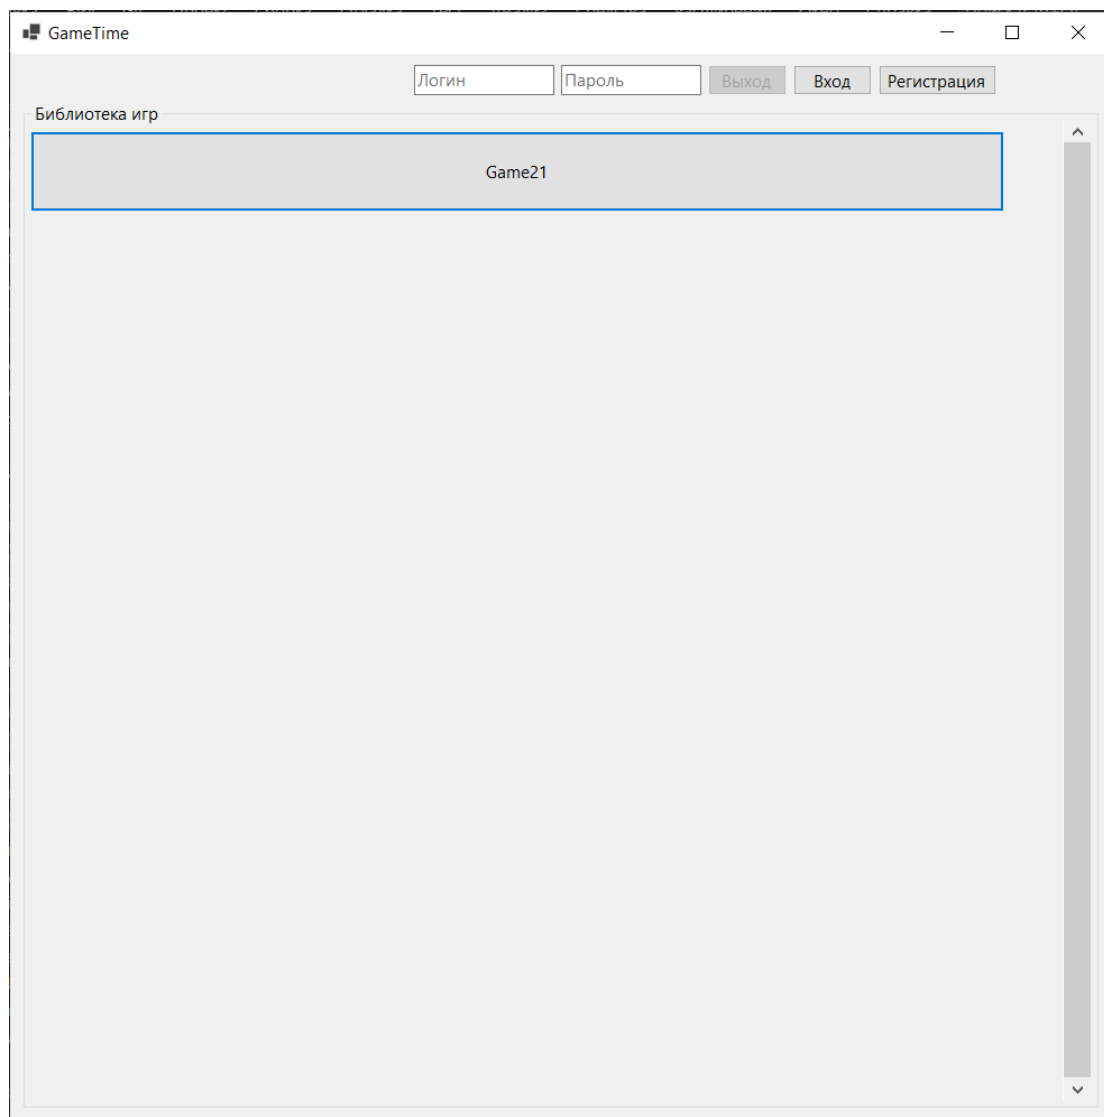 GameTime
Логин Пароль Выход Вход Регистрация
Библиотека игр
Game21